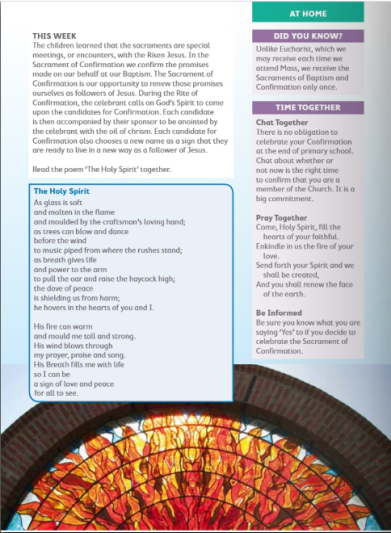 THIS WEEK
The children learned that the sacraments are special
meetings, or encounters, with the Risen Jesus. In the
Sacrament of Confirmation we confirm the promises
made on our behalf at our Baptism. The Sacrament of
Confirmation is our opportunity to renew those promises
ourselves as followers of Jesus. During the Rite of
Confirmation, the celebrant calls on God's Spirit to come
upon the candidates for Confirmation. Each candidate
is then accompanied by their sponsor to be anointed by
the celebrant with the oil of chrism. Each candidate for
Confirmation also chooses a new name as a sign that they
are ready to live in a new way as a follower of Jesus.
Read the poem 'The Holy Spirit' together.
The Holy Spirit
As glass is soft
and molten in the flame
and moulded by the craftsman's loving hand;
as trees can blow and dance
before the wind
to music piped from where the rushes stand;
as breath gives life
and power to the arm
to pull the oar and raise the haycock high;
the dove of peace
is shielding us from harm;
he hovers in the hearts of you and I.
His fire can warm
and mould me tall and strong.
His wind blows through
my prayer, praise and song.
His Breath fills me with life
so I can be
a sign of love and peace
for all to see.
AT HOME
DID YOU KNOW?
Unlike Eucharist, which we
may receive each time we
attend Mass, we receive the
Sacraments of Baptism and
Confirmation only once.
TIME TOGETHER
Chat Together
There is no obligation to
celebrate your Confirmation
at the end of primary school.
Chat about whether or
not now is the right time
to confirm that you are a
member of the Church. It is a
big commitment.
Pray Together
Come, Holy Spirit, fill the
hearts of your faithful.
Enkindle in us the fire of your
love.
Send forth your Spirit and we
shall be created,
And you shall renew the face
of the earth.
Be Informed
Be sure you know what you are
saying 'Yes' to if you decide to
celebrate the Sacrament of
Confirmation.